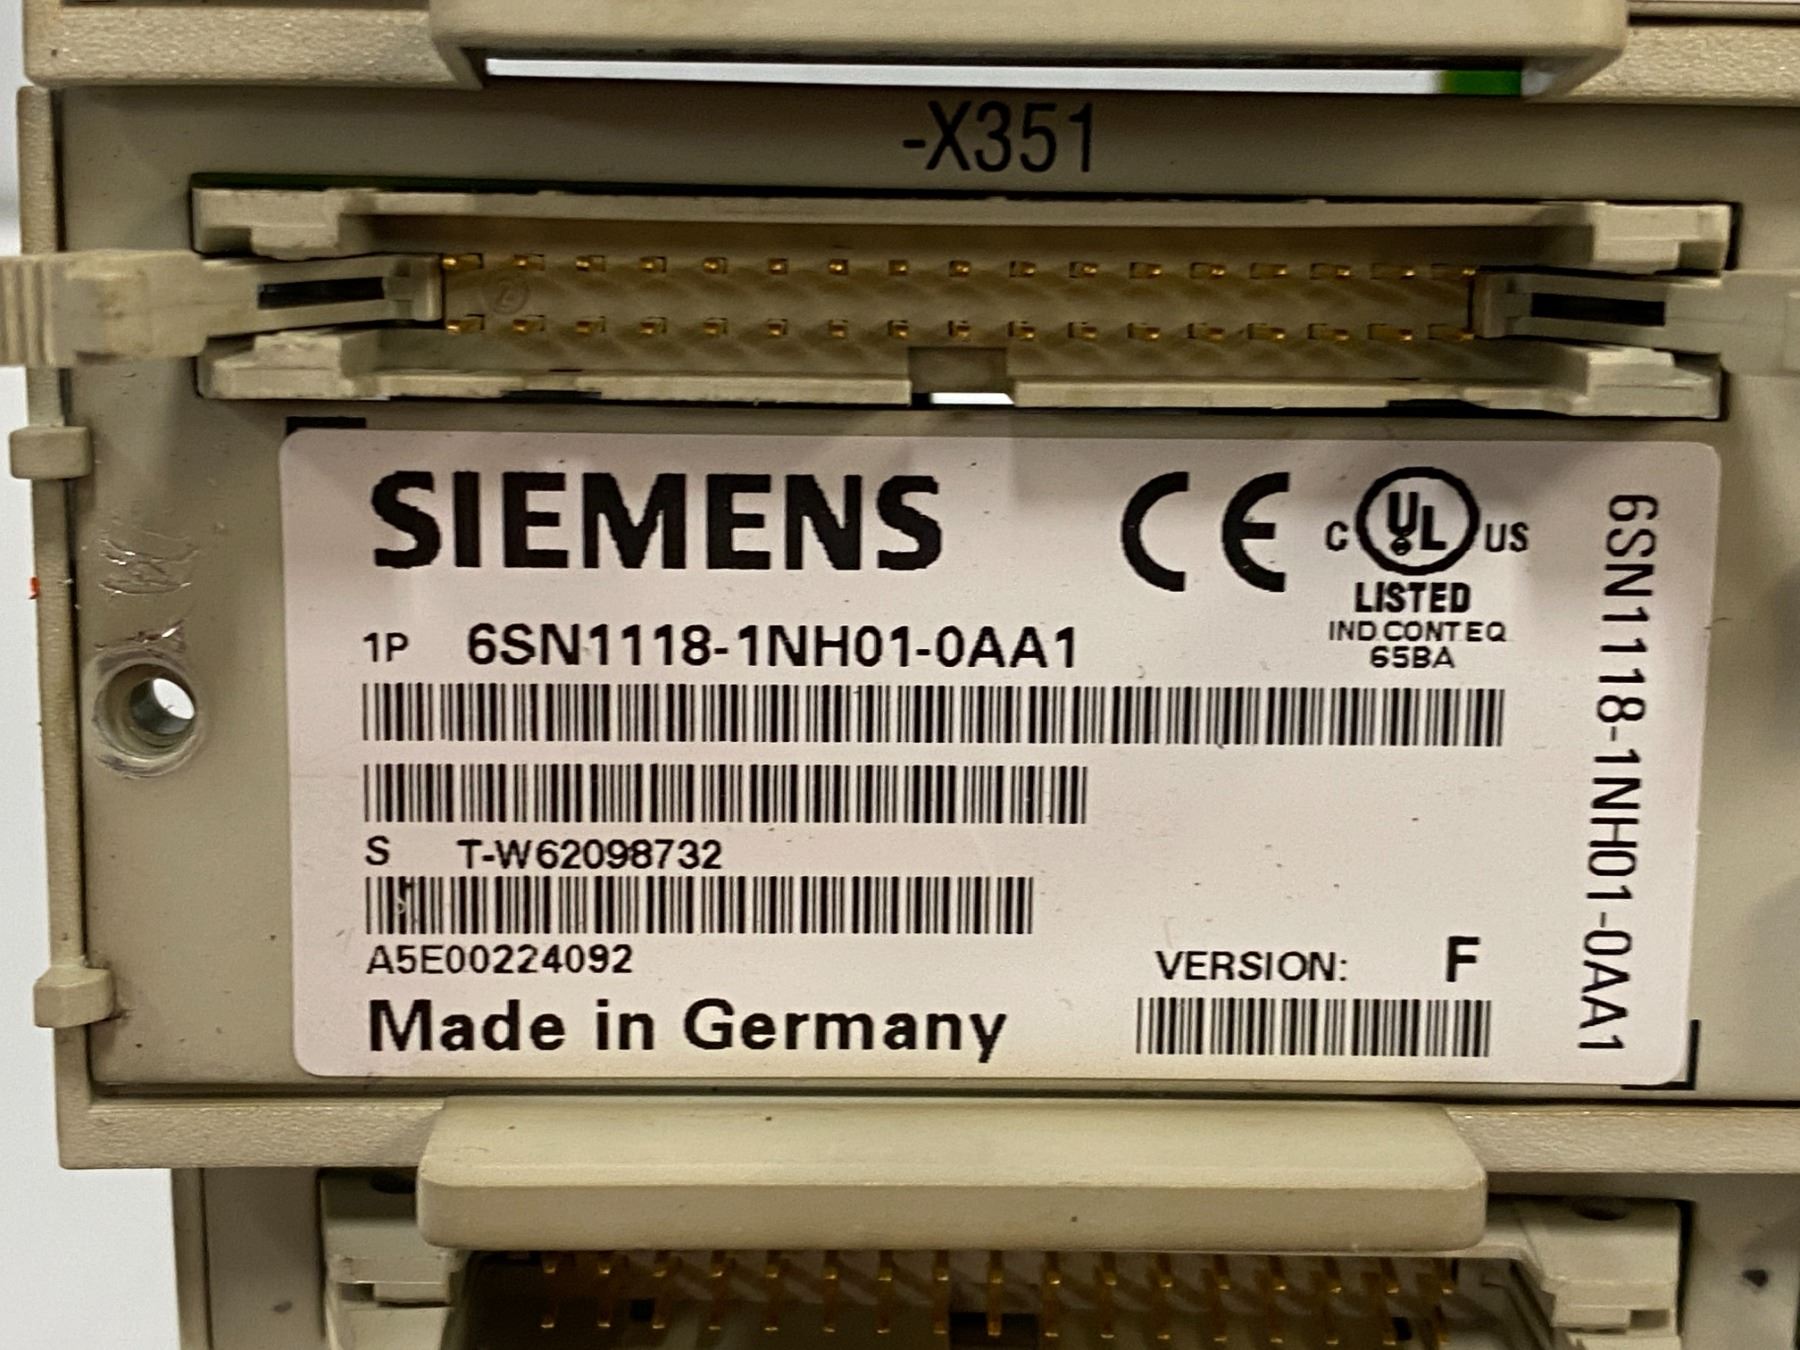 -X351
SIEMENS
CE
C UL US
LISTED
IND CONT EQ
65BA
1P 6SN1118-1NH01-0AA1
S T-W62098732
A5E00224092
VERSION: F
Made in Germany
6SN1118-1NH01-0AA1